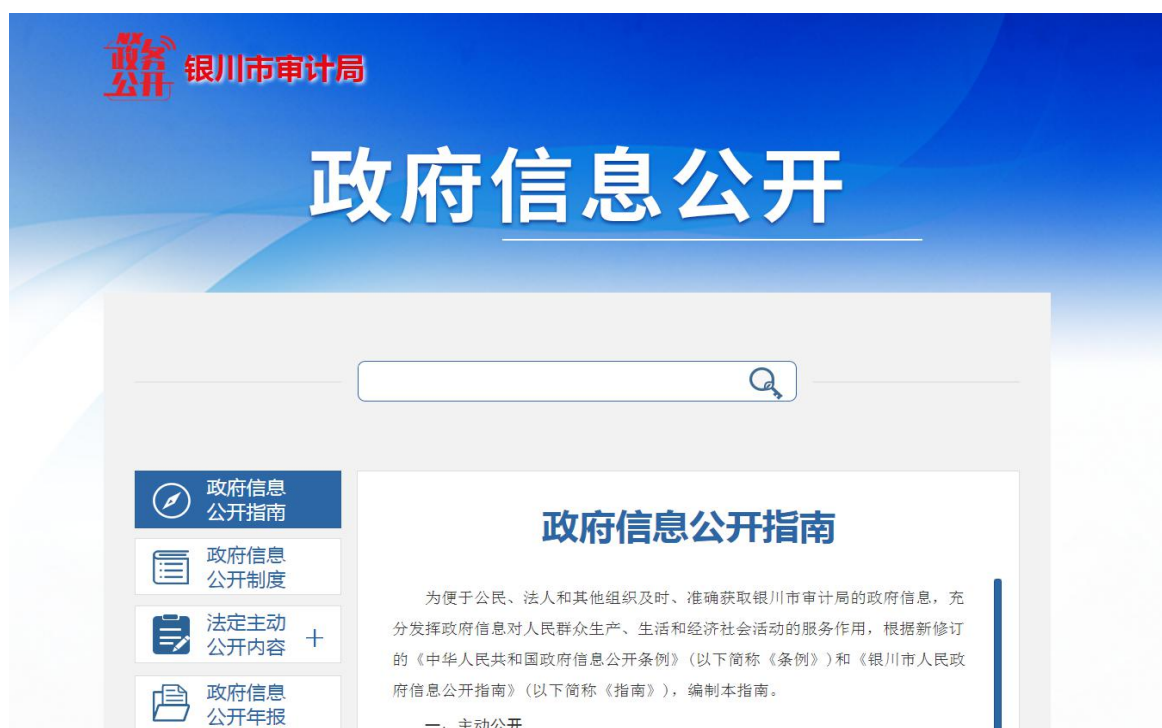 NX
政务
公开
银川市审计局
政府信息公开
政府信息
公开指南
政府信息
公开制度
法定主动
公开内容
+
政府信息
公开年报
政府信息公开指南
为便于公民、法人和其他组织及时、准确获取银川市审计局的政府信息，充
分发挥政府信息对人民群众生产、生活和经济社会活动的服务作用，根据新修订
的《中华人民共和国政府信息公开条例》(以下简称《条例》)和《银川市人民政
府信息公开指南》(以下简称《指南》)，编制本指南。
一、主动公开